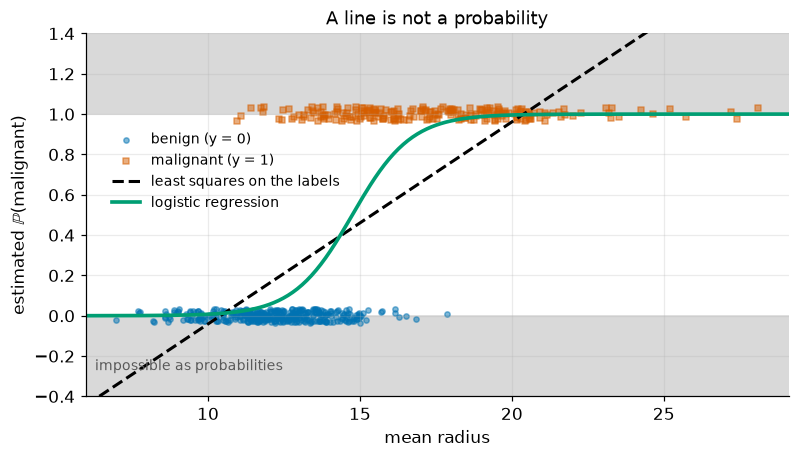 A line is not a probability
1.4
1.2
1.0
0.8
0.6
0.4
0.2
0.0
−0.2
−0.4
estimated ℙ(malignant)
benign (y = 0)
malignant (y = 1)
least squares on the labels
logistic regression
impossible as probabilities
10
15
20
25
mean radius